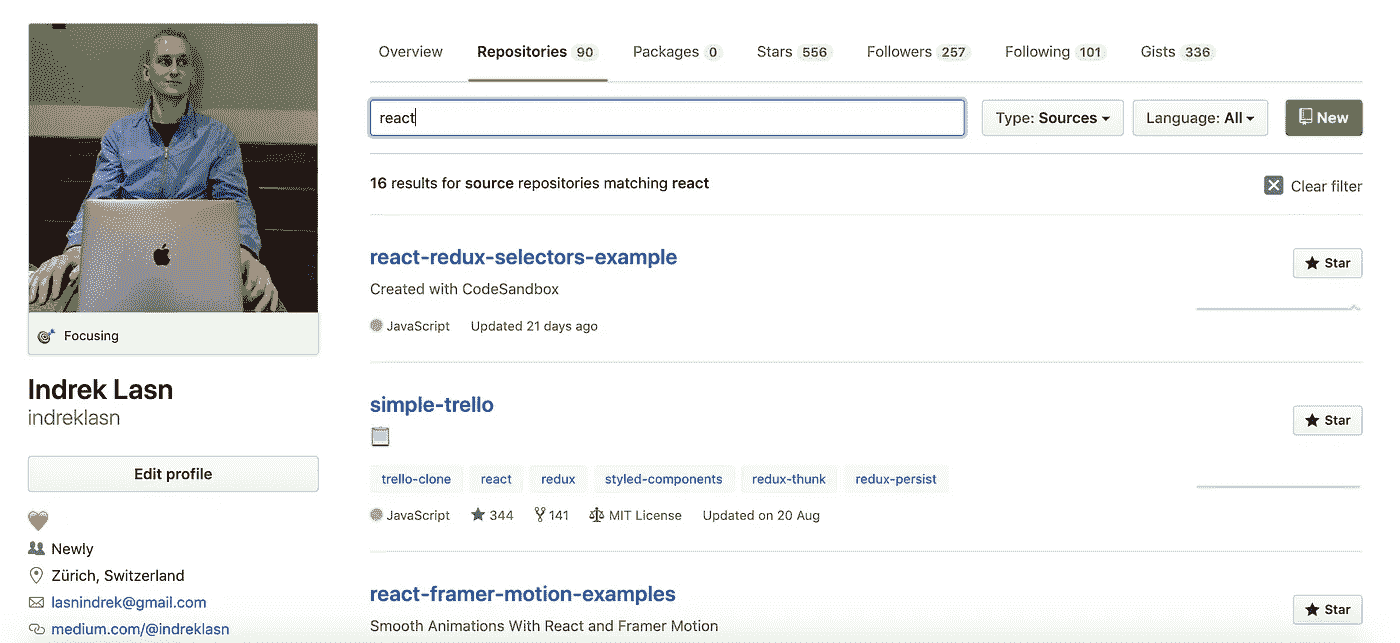 Overview Repositories 90 Packages 0 Stars 556 Followers 257 Following 101 Gists 336
react Type: Sources Language: All New
16 results for source repositories matching react Clear filter
react-redux-selectors-example Star
Created with CodeSandbox
JavaScript Updated 21 days ago
simple-trello Star
trello-clone react redux styled-components redux-thunk redux-persist
JavaScript 344 141 MIT License Updated on 20 Aug
react-framer-motion-examples Star
Smooth Animations With React and Framer Motion
Focusing
Indrek Lasn
indreklasn
Edit profile
Newly
Zürich, Switzerland
lasnindrek@gmail.com
medium.com/@indreklasn